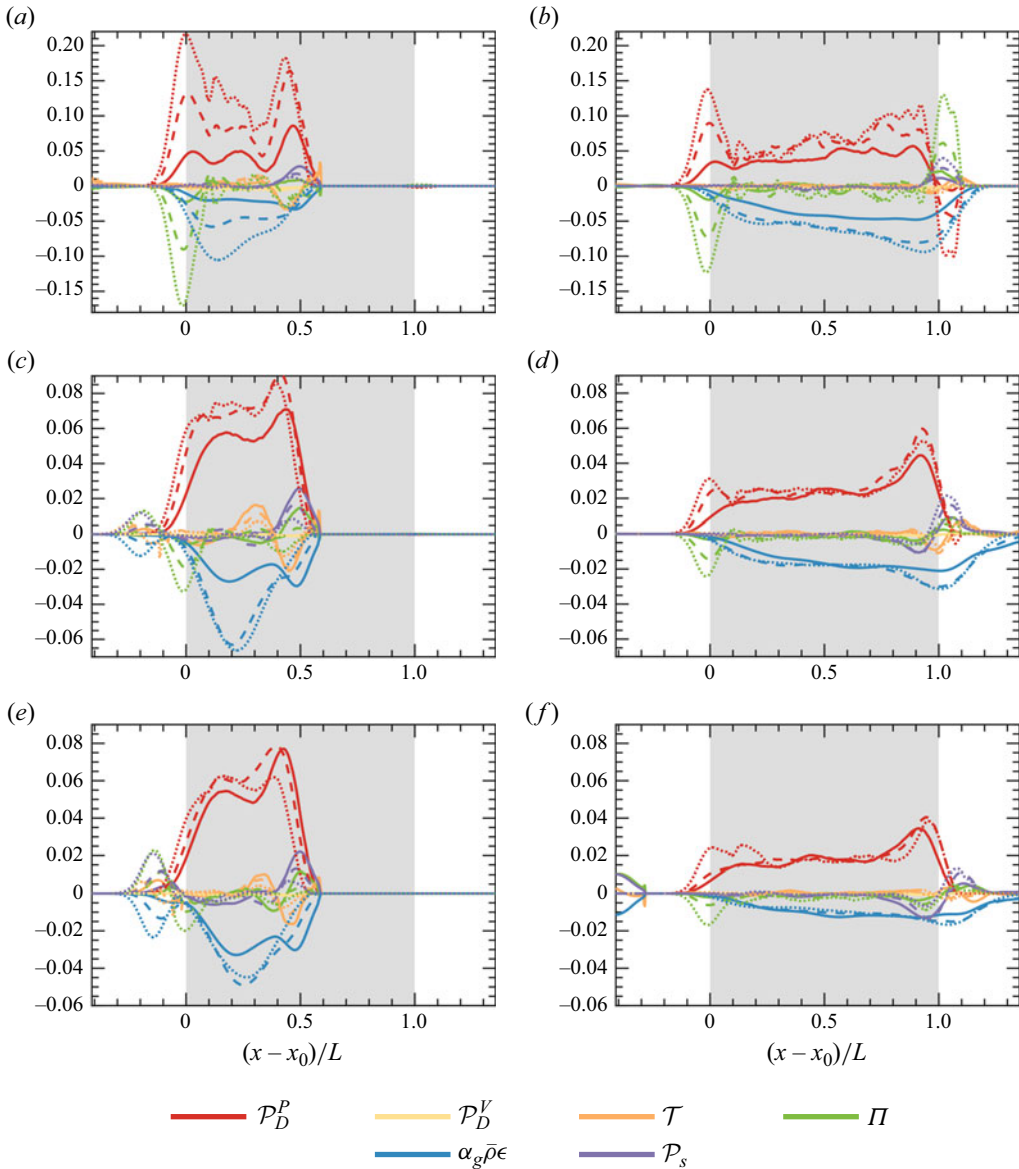 (a) (b)
0.20 0.20
0.15 0.15
0.10 0.10
0.05 0.05
0 0
−0.05 −0.05
−0.10 −0.10
−0.15 −0.15
0 0.5 1.0 0 0.5 1.0
(c) (d)
0.08 0.08
0.06 0.06
0.04 0.04
0.02 0.02
0 0
−0.02 −0.02
−0.04 −0.04
−0.06 −0.06
0 0.5 1.0 0 0.5 1.0
(e) (f)
0.08 0.08
0.06 0.06
0.04 0.04
0.02 0.02
0 0
−0.02 −0.02
−0.04 −0.04
−0.06 −0.06
0 0.5 1.0 0 0.5 1.0
(x − x₀)/L (x − x₀)/L
𝒫_D^P 𝒫_D^V 𝒯 Π
α_g ρ̄ϵ 𝒫_s